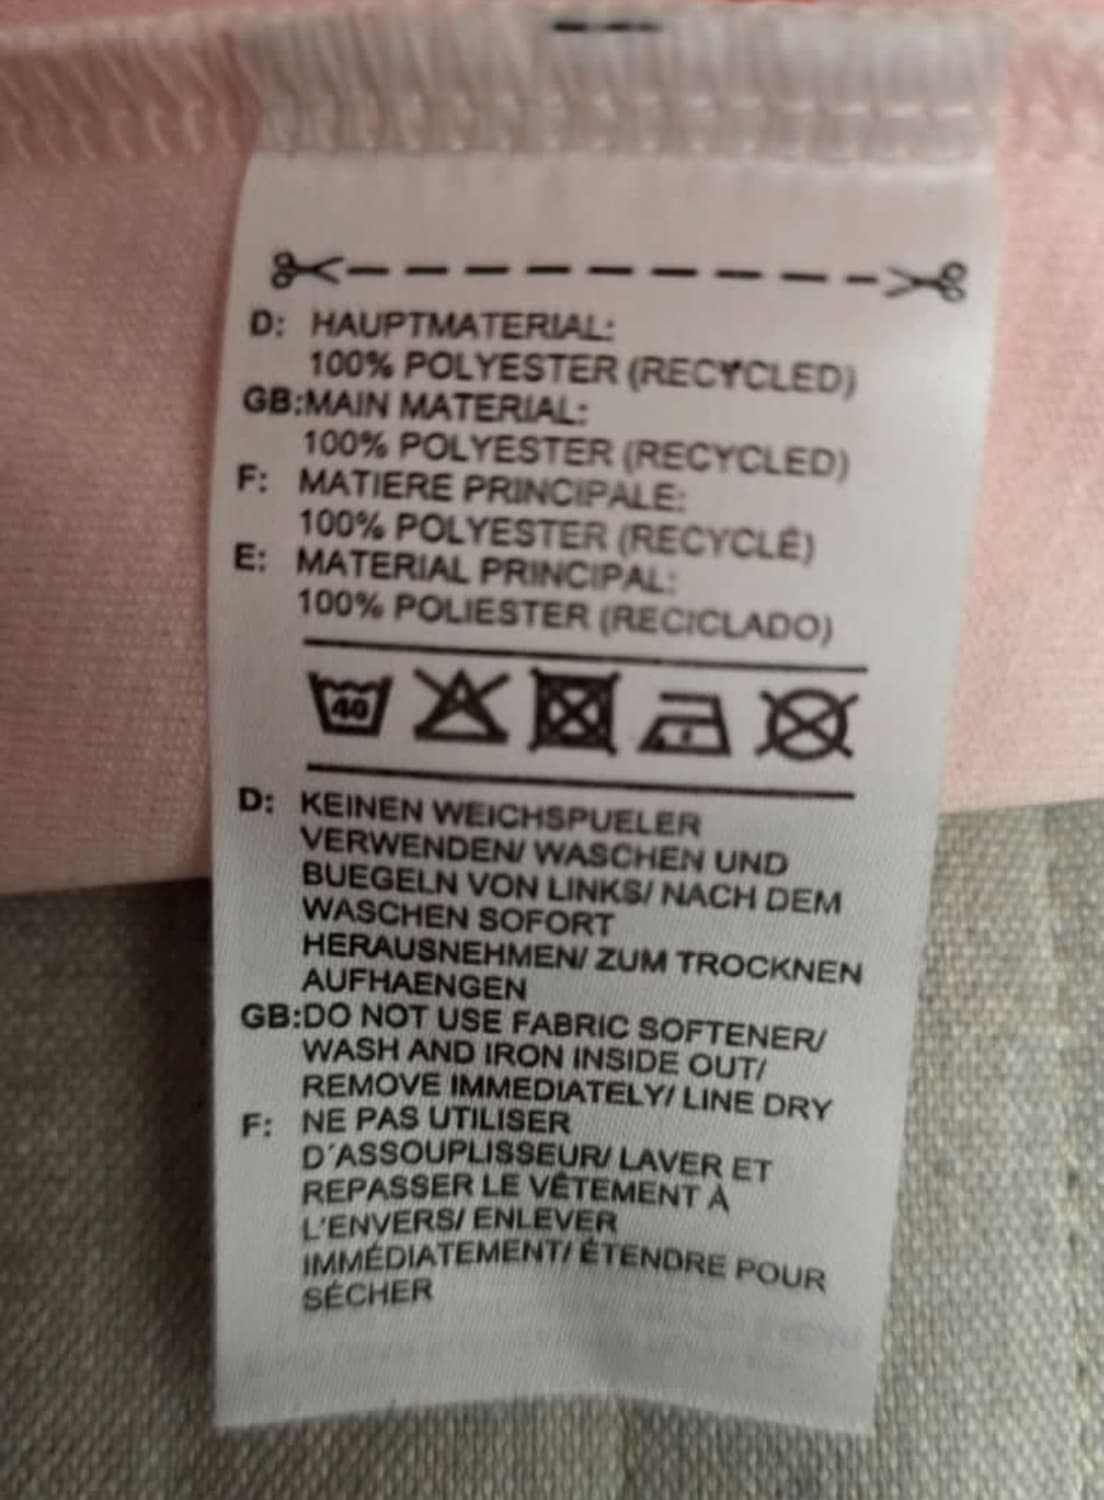 D: HAUPTMATERIAL:
100% POLYESTER (RECYCLED)
GB:MAIN MATERIAL:
100% POLYESTER (RECYCLED)
F: MATIERE PRINCIPALE:
100% POLYESTER (RECYCLÉ)
E: MATERIAL PRINCIPAL:
100% POLIESTER (RECICLADO)
40
D: KEINEN WEICHSPUELER
VERWENDEN/ WASCHEN UND
BUEGELN VON LINKS/ NACH DEM
WASCHEN SOFORT
HERAUSNEHMEN/ ZUM TROCKNEN
AUFHAENGEN
GB:DO NOT USE FABRIC SOFTENER/
WASH AND IRON INSIDE OUT/
REMOVE IMMEDIATELY/ LINE DRY
F: NE PAS UTILISER
D´ASSOUPLISSEUR/ LAVER ET
REPASSER LE VÊTEMENT À
L'ENVERS/ ENLEVER
IMMÉDIATEMENT/ ÉTENDRE POUR
SÉCHER